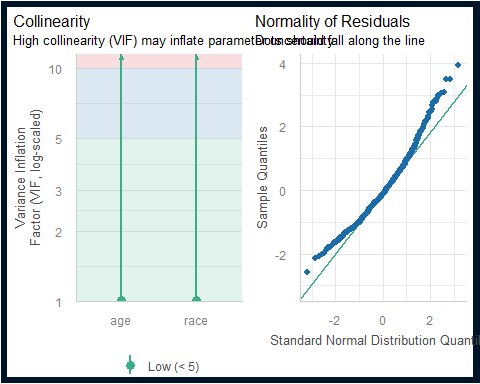 Collinearity
High collinearity (VIF) may inflate parameter uncertainty
Variance Inflation
Factor (VIF, log-scaled)
10
5
3
2
1
age
race
Low (< 5)
Normality of Residuals
Dots should fall along the line
Sample Quantiles
4
2
0
-2
-2
0
2
Standard Normal Distribution Quantil